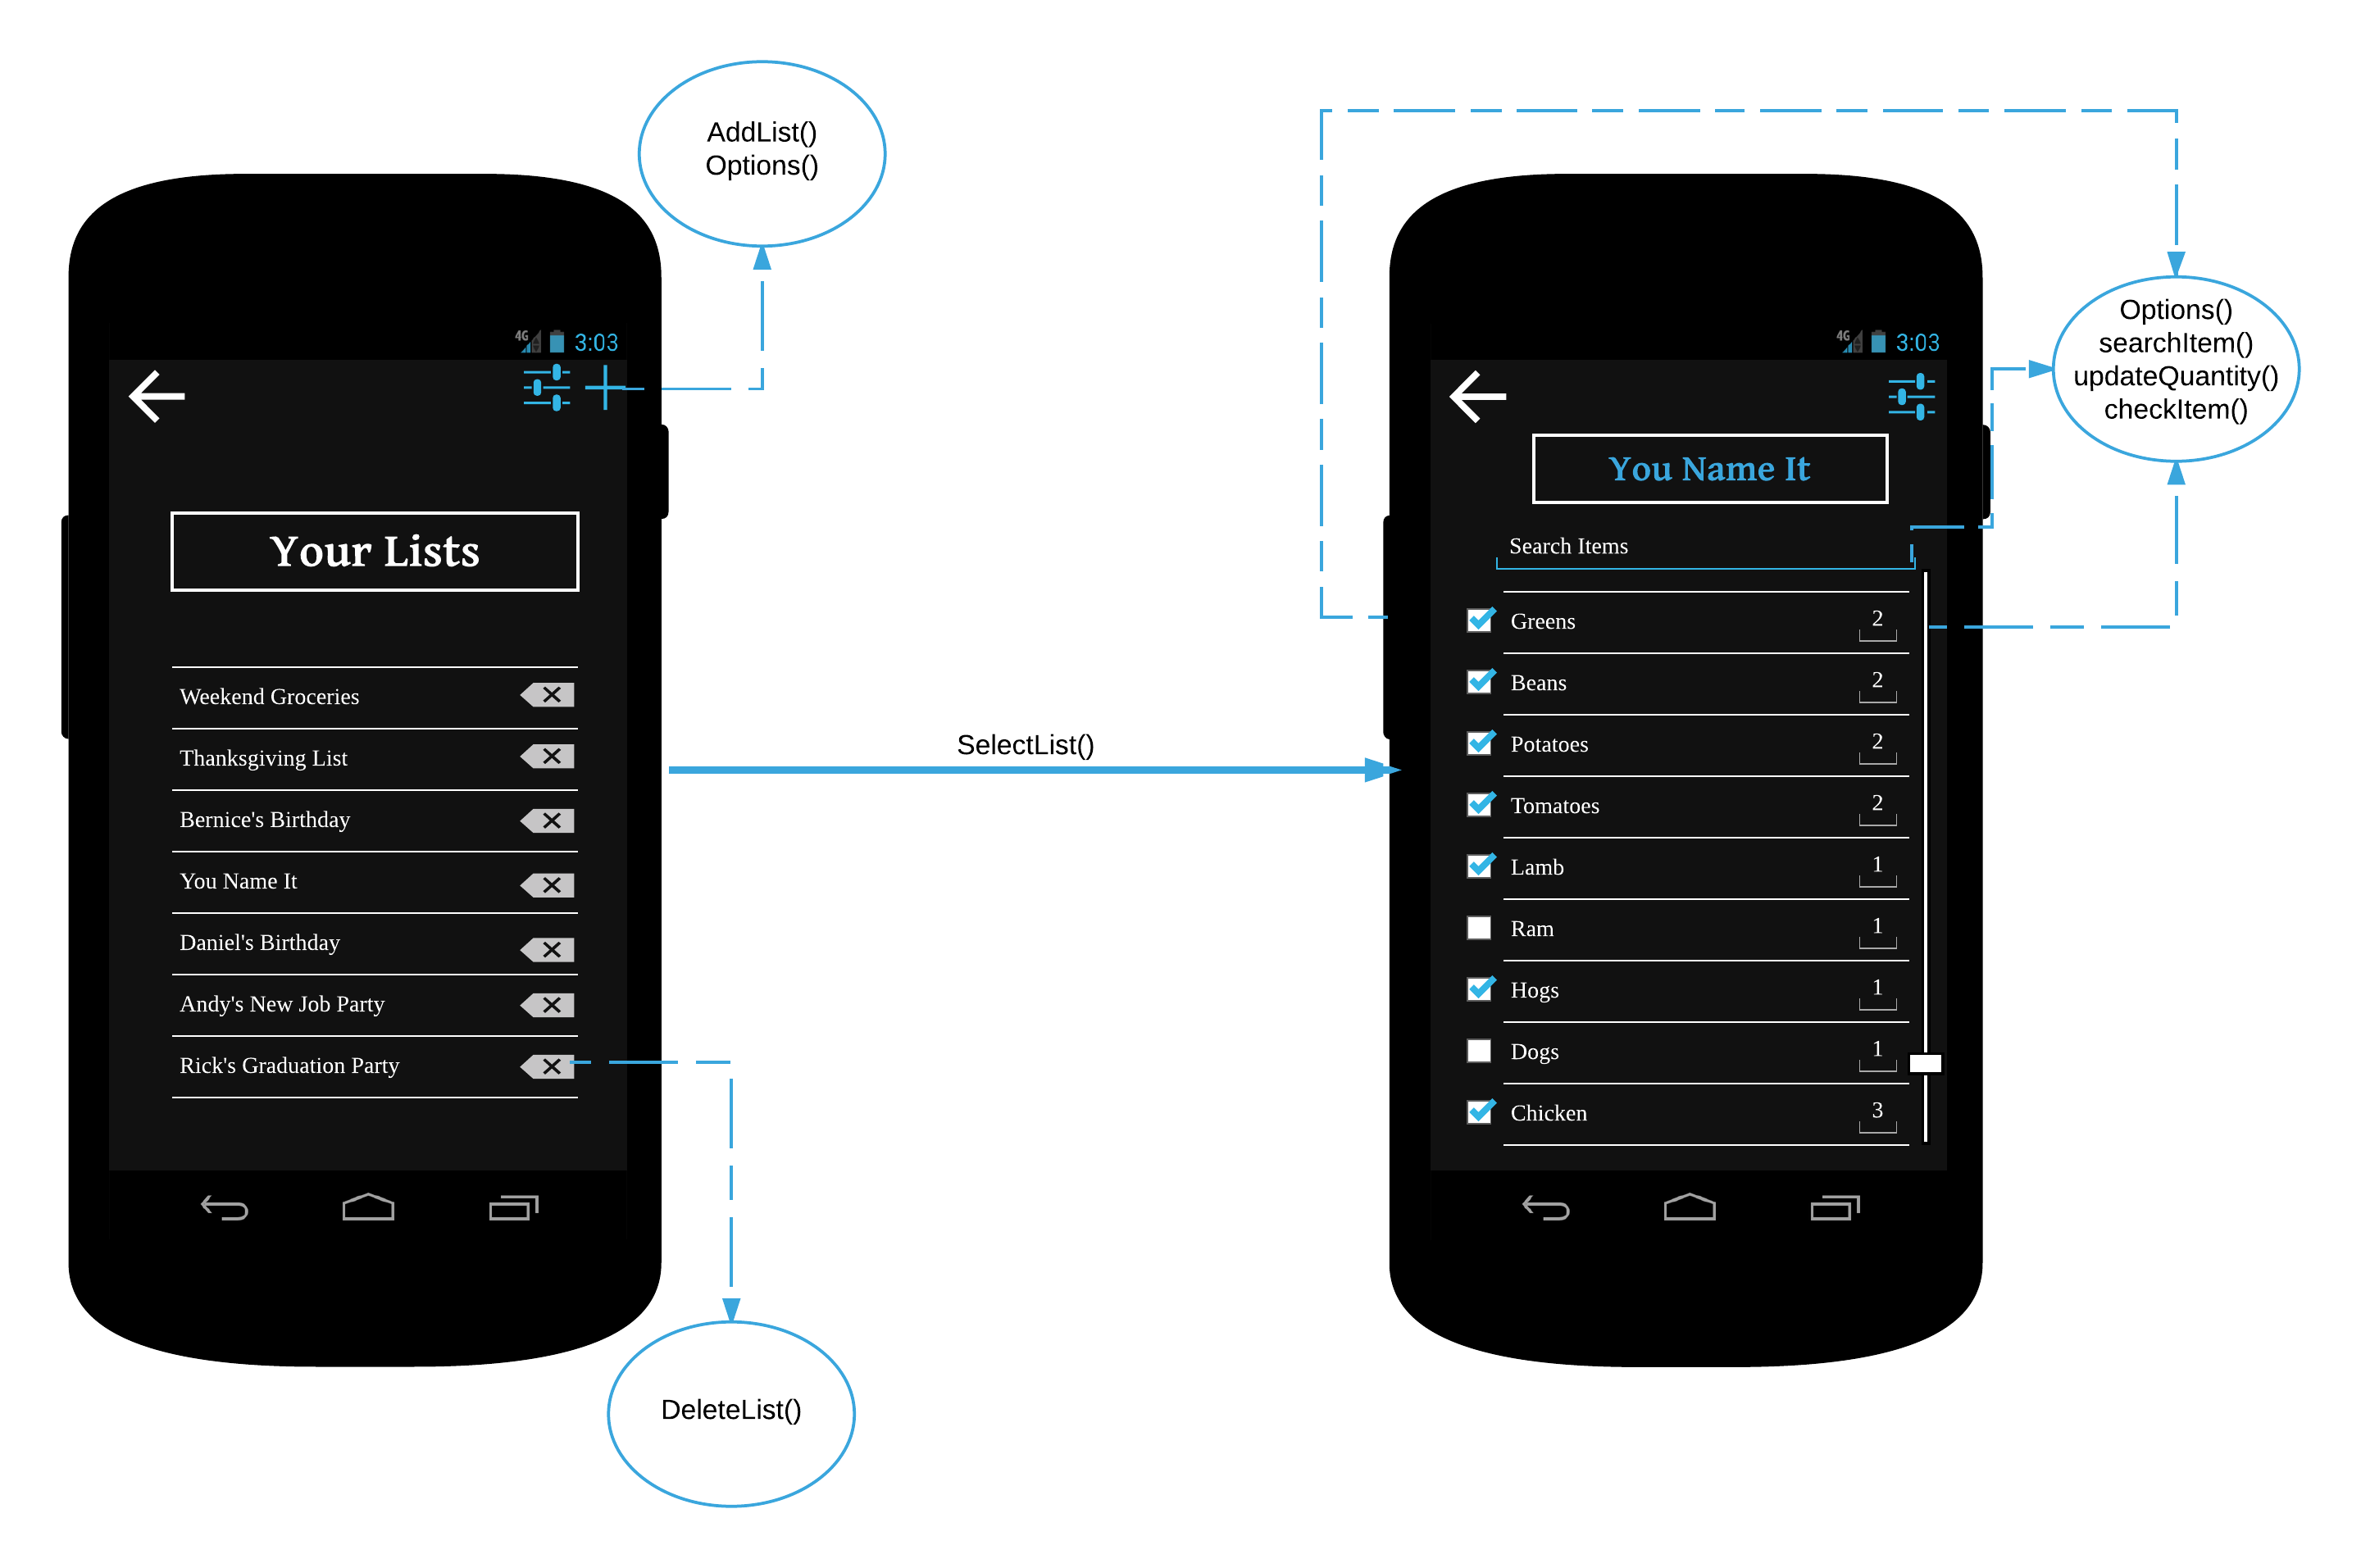 AddList()
Options()
4G 3:03
Your Lists
Weekend Groceries
Thanksgiving List
Bernice's Birthday
You Name It
Daniel's Birthday
Andy's New Job Party
Rick's Graduation Party
DeleteList()
SelectList()
4G 3:03
You Name It
Search Items
Greens 2
Beans 2
Potatoes 2
Tomatoes 2
Lamb 1
Ram 1
Hogs 1
Dogs 1
Chicken 3
Options()
searchItem()
updateQuantity()
checkItem()